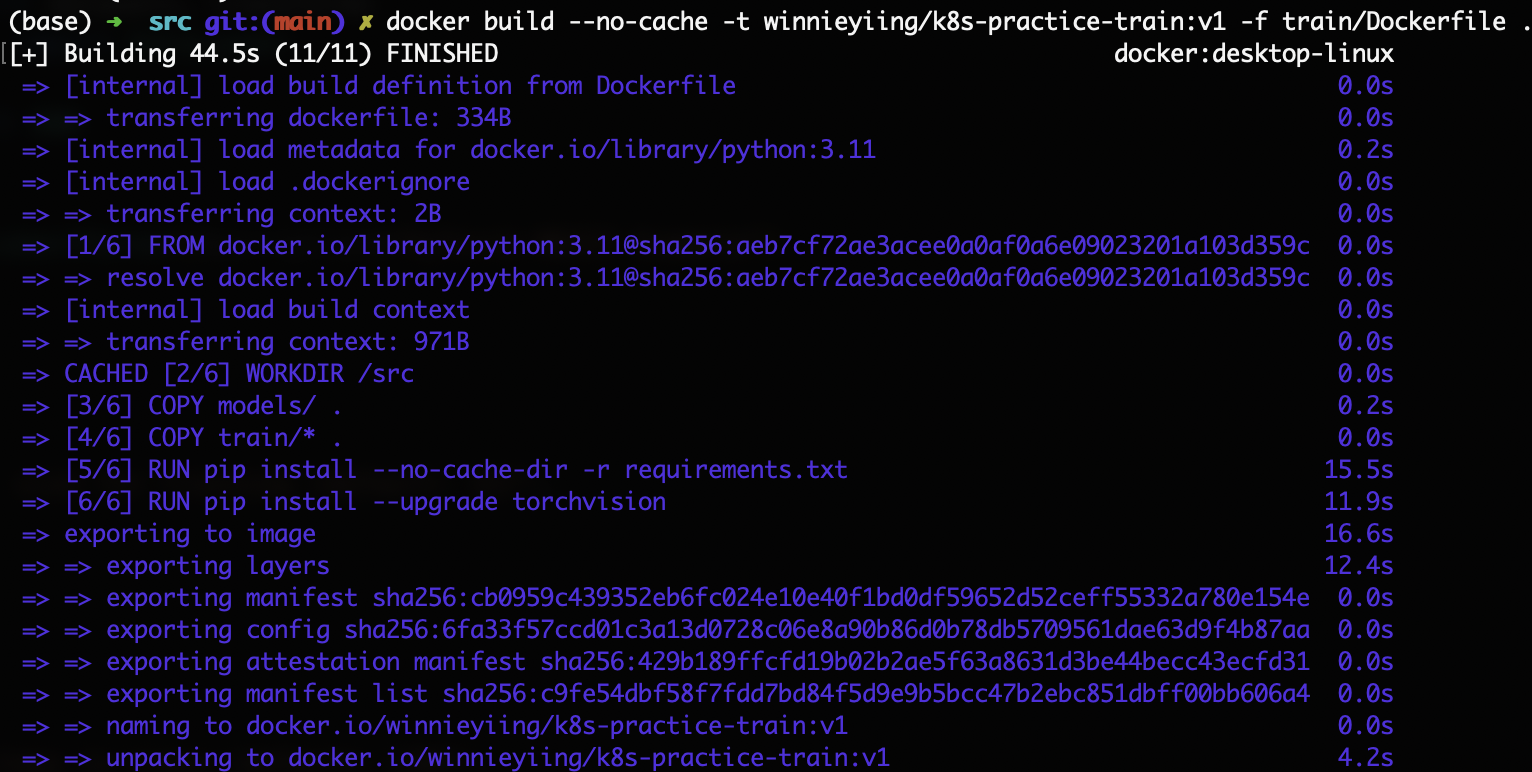 (base) ➜ src git:(main) ✗ docker build --no-cache -t winnieyiiing/k8s-practice-train:v1 -f train/Dockerfile .
[+] Building 44.5s (11/11) FINISHED docker:desktop-linux
=> [internal] load build definition from Dockerfile 0.0s
=> => transferring dockerfile: 334B 0.0s
=> [internal] load metadata for docker.io/library/python:3.11 0.2s
=> [internal] load .dockerignore 0.0s
=> => transferring context: 2B 0.0s
=> [1/6] FROM docker.io/library/python:3.11@sha256:aeb7cf72ae3acee0a0af0a6e09023201a103d359c 0.0s
=> => resolve docker.io/library/python:3.11@sha256:aeb7cf72ae3acee0a0af0a6e09023201a103d359c 0.0s
=> [internal] load build context 0.0s
=> => transferring context: 971B 0.0s
=> CACHED [2/6] WORKDIR /src 0.0s
=> [3/6] COPY models/ . 0.2s
=> [4/6] COPY train/* . 0.0s
=> [5/6] RUN pip install --no-cache-dir -r requirements.txt 15.5s
=> [6/6] RUN pip install --upgrade torchvision 11.9s
=> exporting to image 16.6s
=> => exporting layers 12.4s
=> => exporting manifest sha256:cb0959c439352eb6fc024e10e40f1bd0df59652d52ceff55332a780e154e 0.0s
=> => exporting config sha256:6fa33f57ccd01c3a13d0728c06e8a90b86d0b78db5709561dae63d9f4b87aa 0.0s
=> => exporting attestation manifest sha256:429b189ffcfd19b02b2ae5f63a8631d3be44becc43ecfd31 0.0s
=> => exporting manifest list sha256:c9fe54dbf58f7fdd7bd84f5d9e9b5bcc47b2ebc851dbff00bb606a4 0.0s
=> => naming to docker.io/winnieyiiing/k8s-practice-train:v1 0.0s
=> => unpacking to docker.io/winnieyiiing/k8s-practice-train:v1 4.2s